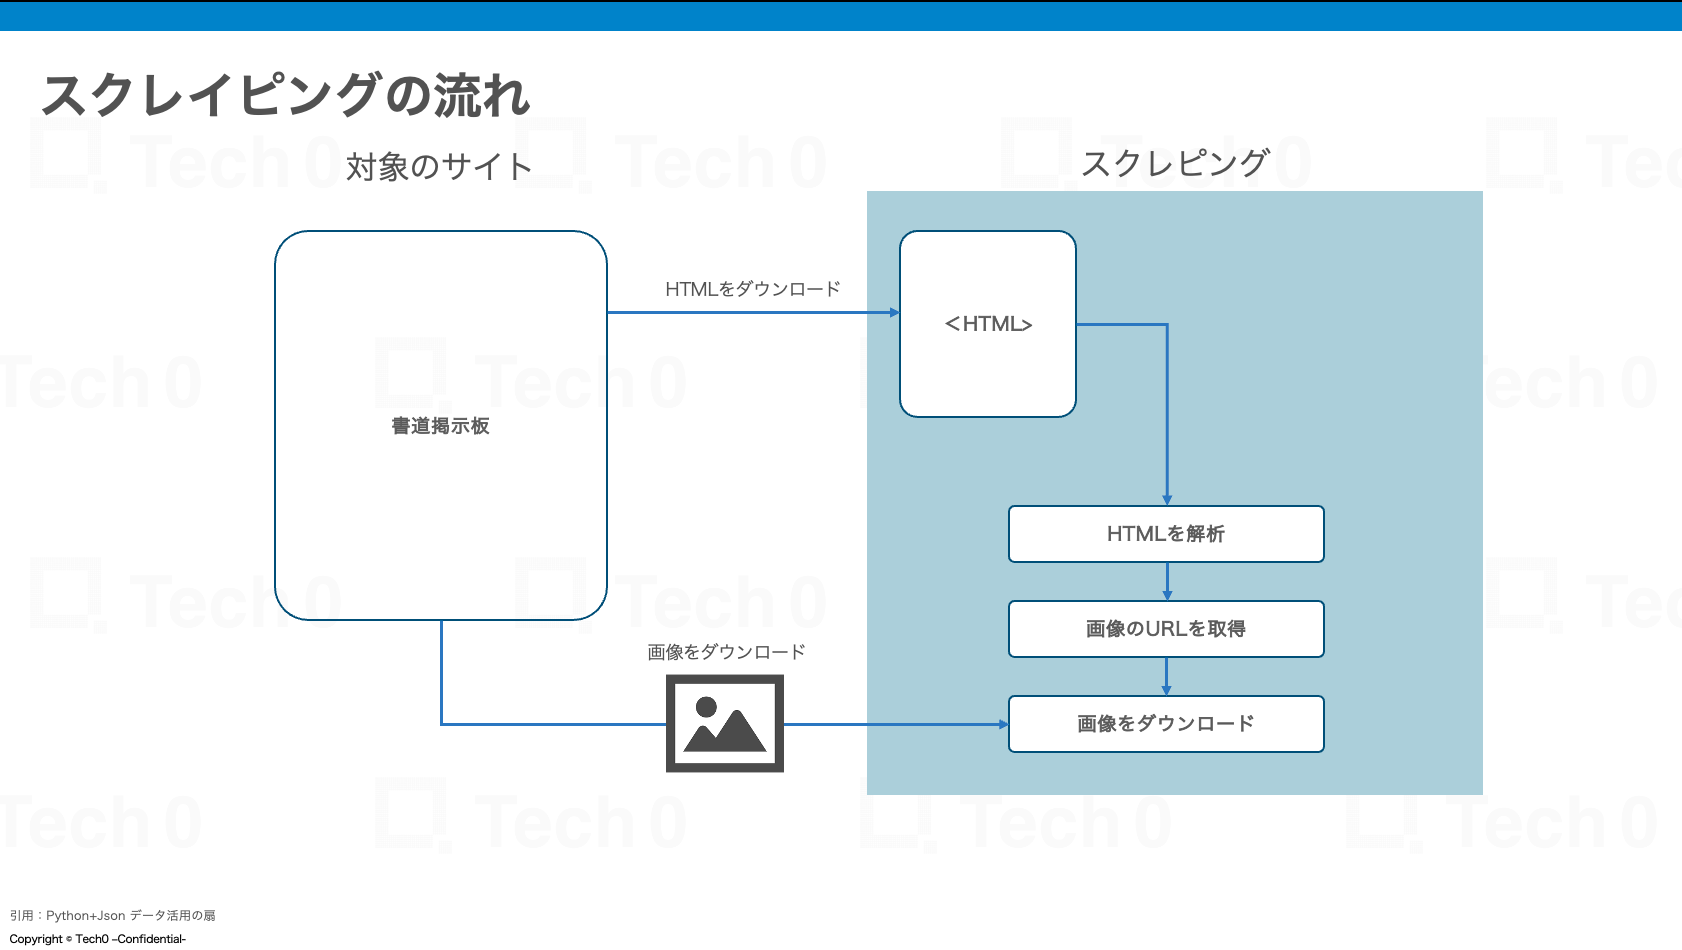 スクレイピングの流れ
対象のサイト
スクレピング
HTMLをダウンロード
＜HTML>
書道掲示板
HTMLを解析
画像のURLを取得
画像をダウンロード
画像をダウンロード
引用：Python+Json データ活用の扇
Copyright © Tech0 –Confidential-
Tech 0